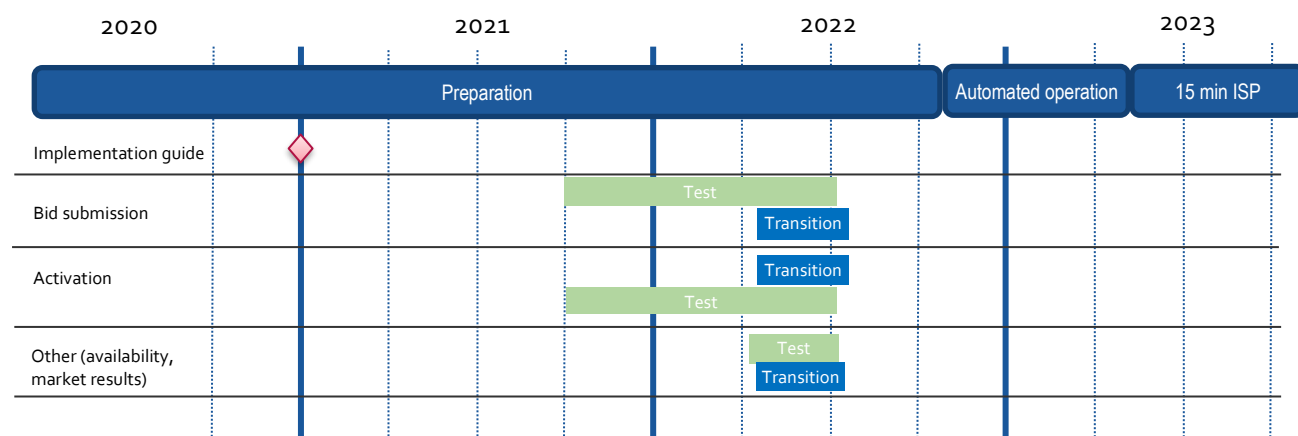 2020 2021 2022 2023
Preparation Automated operation 15 min ISP
Implementation guide
Test
Bid submission
Transition
Transition
Activation
Test
Test
Other (availability,
market results)
Transition